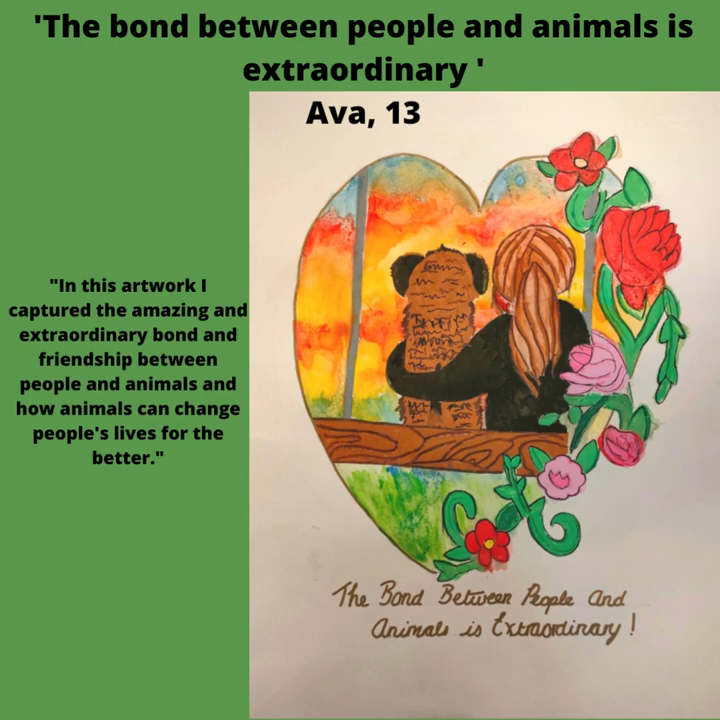 'The bond between people and animals is
extraordinary '
Ava, 13
"In this artwork I
captured the amazing and
extraordinary bond and
friendship between
people and animals and
how animals can change
people's lives for the
better."
The Bond Between People And
Animals is Extraordinary !